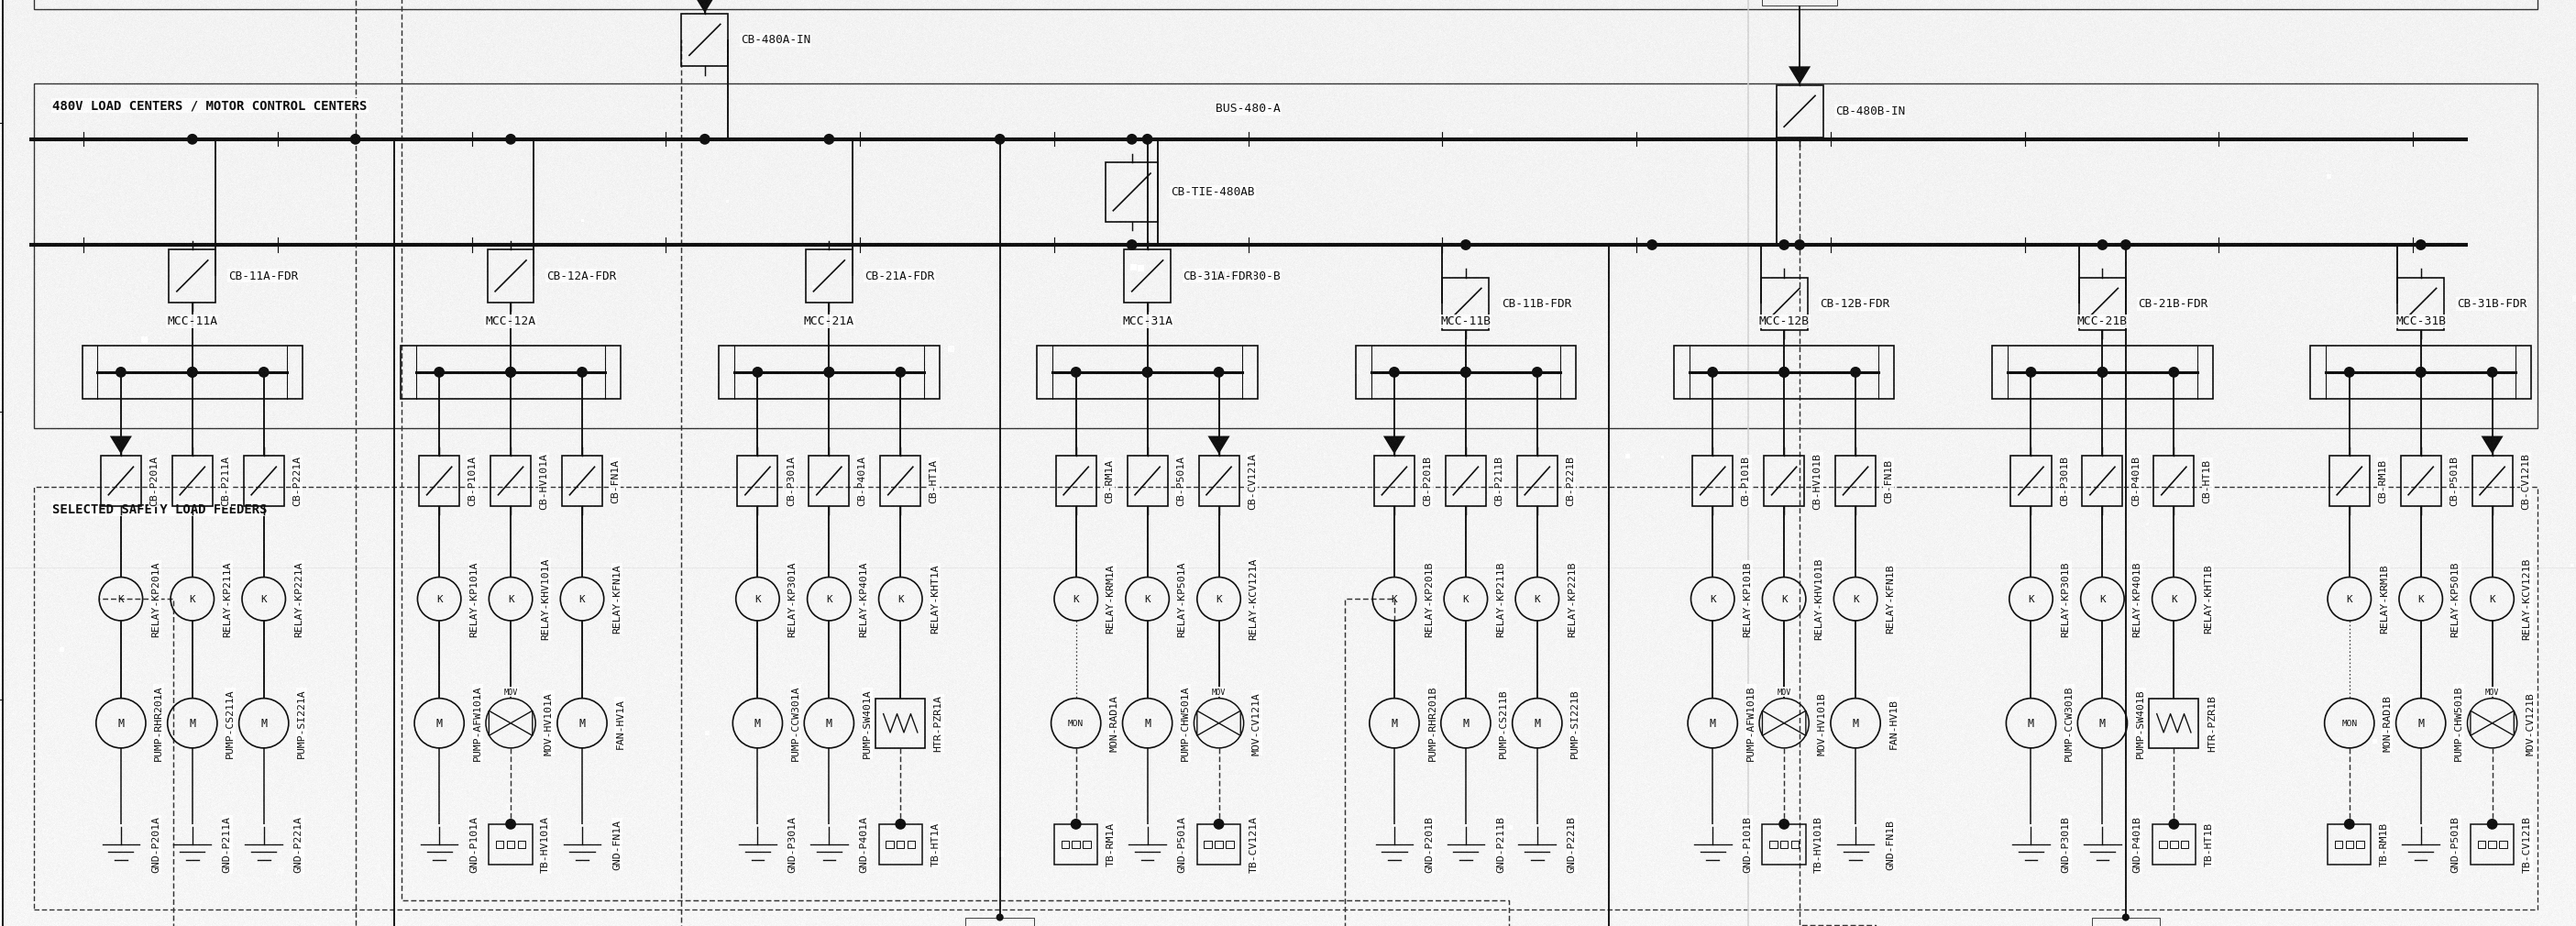 CB-480A-IN
480V LOAD CENTERS / MOTOR CONTROL CENTERS
BUS-480-A
CB-480B-IN
CB-TIE-480AB
CB-11A-FDR
CB-12A-FDR
CB-21A-FDR
CB-31A-FDR
80-B
CB-11B-FDR
CB-12B-FDR
CB-21B-FDR
CB-31B-FDR
MCC-11A
MCC-12A
MCC-21A
MCC-31A
MCC-11B
MCC-12B
MCC-21B
MCC-31B
CB-P201A
CB-P211A
CB-P221A
CB-P101A
CB-HV101A
CB-FN1A
CB-P301A
CB-P401A
CB-HT1A
CB-RM1A
CB-P501A
CB-CV121A
CB-P201B
CB-P211B
CB-P221B
CB-P101B
CB-HV101B
CB-FN1B
CB-P301B
CB-P401B
CB-HT1B
CB-RM1B
CB-P501B
CB-CV121B
SELECTED SAFETY LOAD FEEDERS
K RELAY-KP201A
K RELAY-KP211A
K RELAY-KP221A
K RELAY-KP101A
K RELAY-KHV101A
K RELAY-KFN1A
K RELAY-KP301A
K RELAY-KP401A
K RELAY-KHT1A
K RELAY-KRM1A
K RELAY-KP501A
K RELAY-KCV121A
K RELAY-KP201B
K RELAY-KP211B
K RELAY-KP221B
K RELAY-KP101B
K RELAY-KHV101B
K RELAY-KFN1B
K RELAY-KP301B
K RELAY-KP401B
K RELAY-KHT1B
K RELAY-KRM1B
K RELAY-KP501B
K RELAY-KCV121B
M PUMP-RHR201A
M PUMP-CS211A
M PUMP-SI221A
M PUMP-AFW101A
MOV MOV-HV101A
M FAN-HV1A
M PUMP-CCW301A
M PUMP-SW401A
HTR-PZR1A
MON MON-RAD1A
M PUMP-CHW501A
MOV MOV-CV121A
M PUMP-RHR201B
M PUMP-CS211B
M PUMP-SI221B
M PUMP-AFW101B
MOV MOV-HV101B
M FAN-HV1B
M PUMP-CCW301B
M PUMP-SW401B
HTR-PZR1B
MON MON-RAD1B
M PUMP-CHW501B
MOV MOV-CV121B
GND-P201A
GND-P211A
GND-P221A
GND-P101A
TB-HV101A
GND-FN1A
GND-P301A
GND-P401A
TB-HT1A
TB-RM1A
GND-P501A
TB-CV121A
GND-P201B
GND-P211B
GND-P221B
GND-P101B
TB-HV101B
GND-FN1B
GND-P301B
GND-P401B
TB-HT1B
TB-RM1B
GND-P501B
TB-CV121B